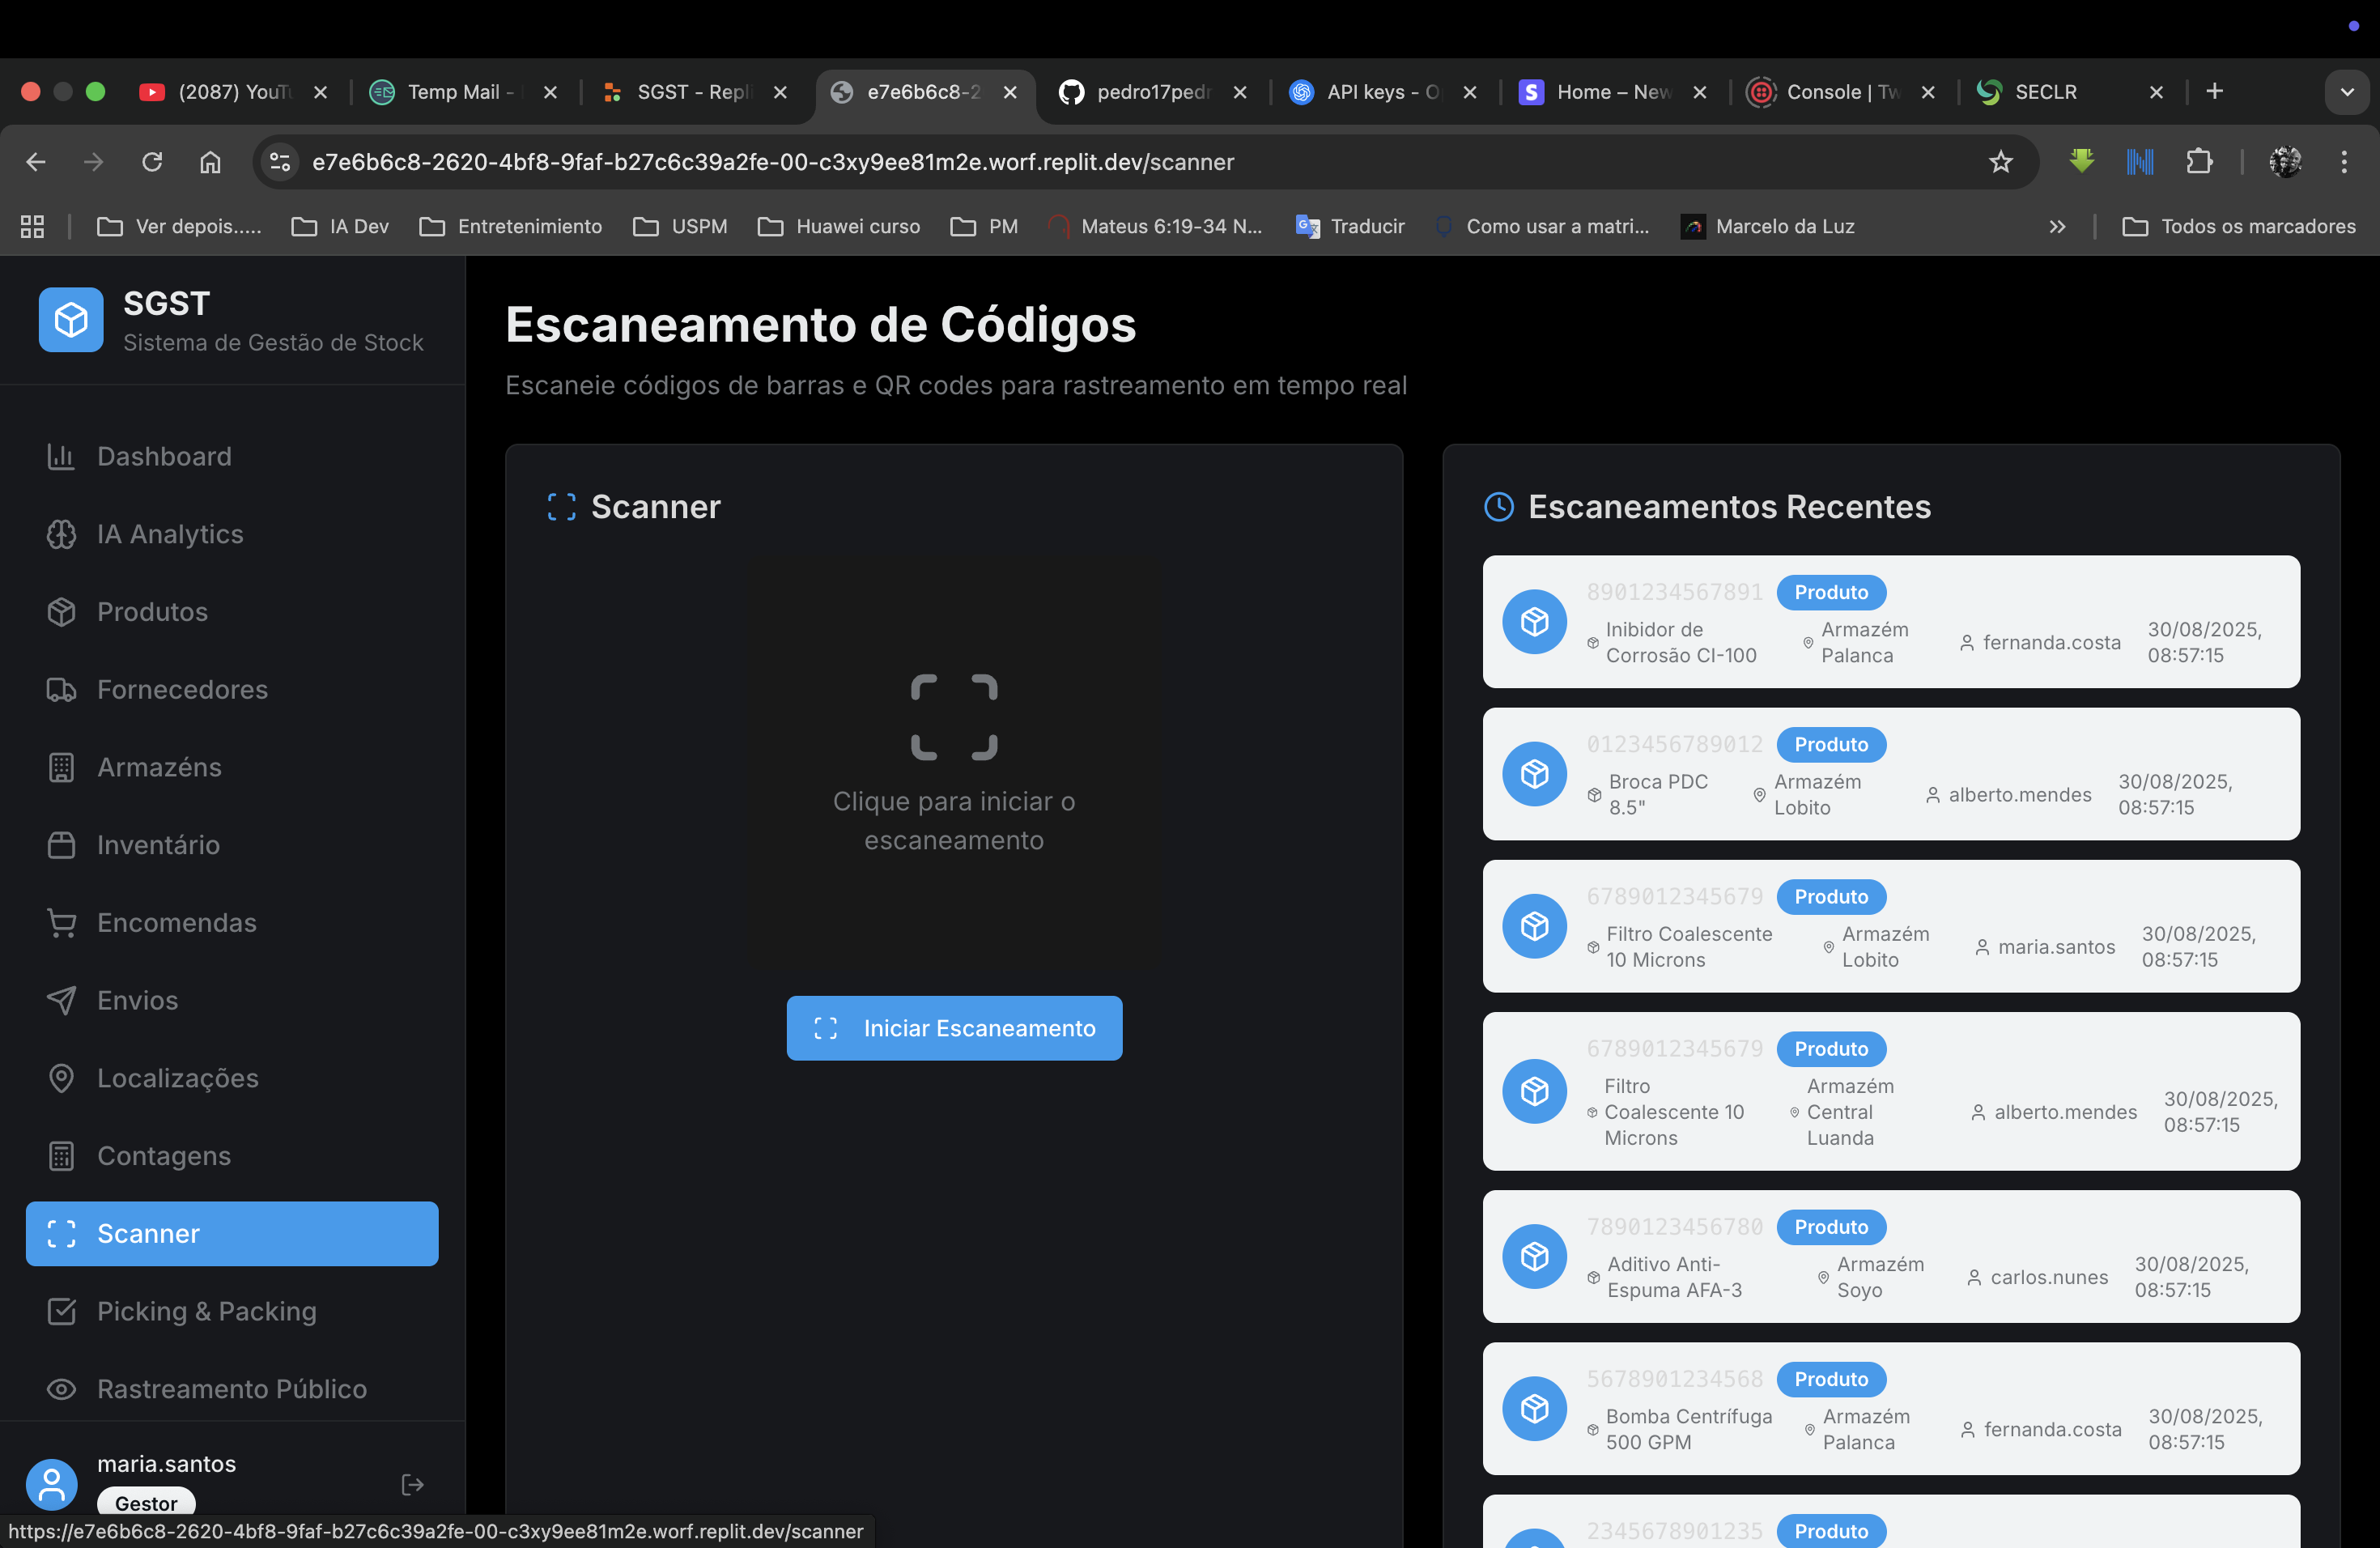 (2087) YouTu
Temp Mail -
SGST - Repli
e7e6b6c8-2
pedro17pedr
API keys - O
Home – New
Console | Tw
SECLR
e7e6b6c8-2620-4bf8-9faf-b27c6c39a2fe-00-c3xy9ee81m2e.worf.replit.dev/scanner
Ver depois.....
IA Dev
Entretenimiento
USPM
Huawei curso
PM
Mateus 6:19-34 N...
Traducir
Como usar a matri...
Marcelo da Luz
Todos os marcadores
SGST
Sistema de Gestão de Stock
Dashboard
IA Analytics
Produtos
Fornecedores
Armazéns
Inventário
Encomendas
Envios
Localizações
Contagens
Scanner
Picking & Packing
Rastreamento Público
maria.santos
Gestor
https://e7e6b6c8-2620-4bf8-9faf-b27c6c39a2fe-00-c3xy9ee81m2e.worf.replit.dev/scanner
Escaneamento de Códigos
Escaneie códigos de barras e QR codes para rastreamento em tempo real
Scanner
Clique para iniciar o
escaneamento
Iniciar Escaneamento
Escaneamentos Recentes
8901234567891 Produto
Inibidor de
Corrosão CI-100
Armazém
Palanca
fernanda.costa
30/08/2025,
08:57:15
0123456789012 Produto
Broca PDC
8.5"
Armazém
Lobito
alberto.mendes
30/08/2025,
08:57:15
6789012345679 Produto
Filtro Coalescente
10 Microns
Armazém
Lobito
maria.santos
30/08/2025,
08:57:15
6789012345679 Produto
Filtro
Coalescente 10
Microns
Armazém
Central
Luanda
alberto.mendes
30/08/2025,
08:57:15
7890123456780 Produto
Aditivo Anti-
Espuma AFA-3
Armazém
Soyo
carlos.nunes
30/08/2025,
08:57:15
5678901234568 Produto
Bomba Centrífuga
500 GPM
Armazém
Palanca
fernanda.costa
30/08/2025,
08:57:15
2345678901235 Produto